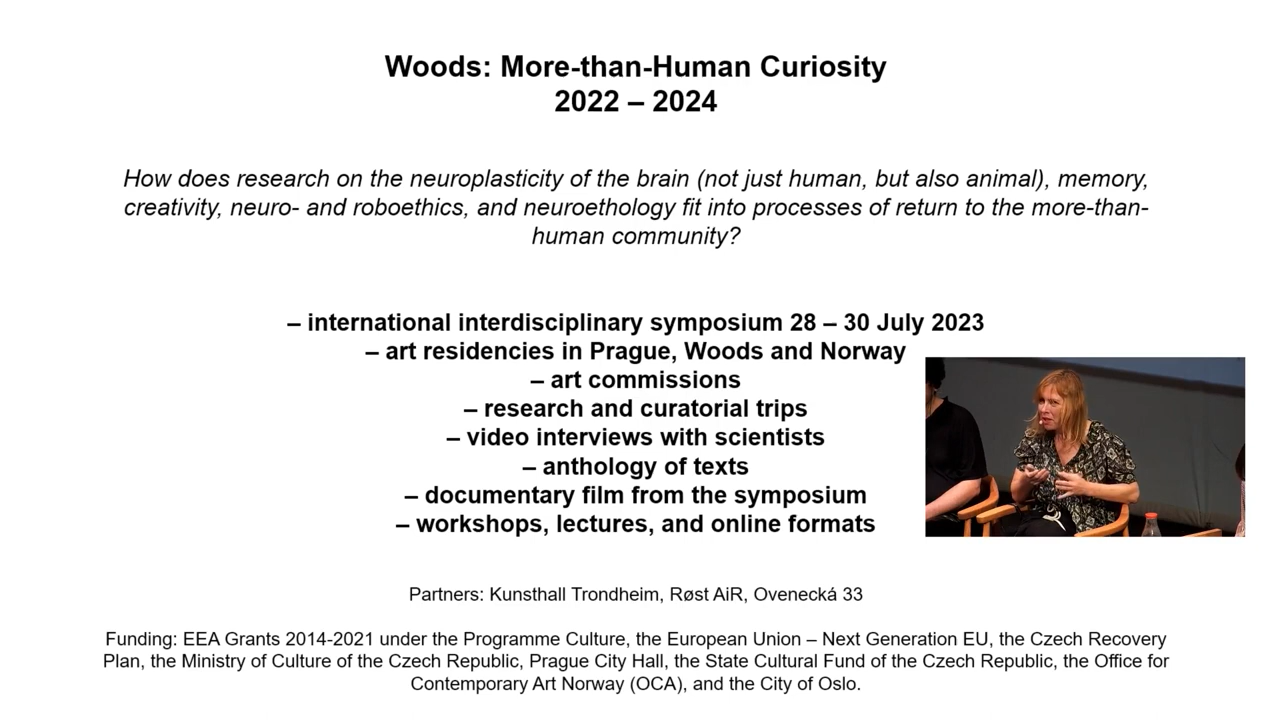 Woods: More-than-Human Curiosity
2022 – 2024
How does research on the neuroplasticity of the brain (not just human, but also animal), memory,
creativity, neuro- and roboethics, and neuroethology fit into processes of return to the more-than-
human community?
– international interdisciplinary symposium 28 – 30 July 2023
– art residencies in Prague, Woods and Norway
– art commissions
– research and curatorial trips
– video interviews with scientists
– anthology of texts
– documentary film from the symposium
– workshops, lectures, and online formats
Partners: Kunsthall Trondheim, Røst AiR, Ovenecká 33
Funding: EEA Grants 2014-2021 under the Programme Culture, the European Union – Next Generation EU, the Czech Recovery
Plan, the Ministry of Culture of the Czech Republic, Prague City Hall, the State Cultural Fund of the Czech Republic, the Office for
Contemporary Art Norway (OCA), and the City of Oslo.